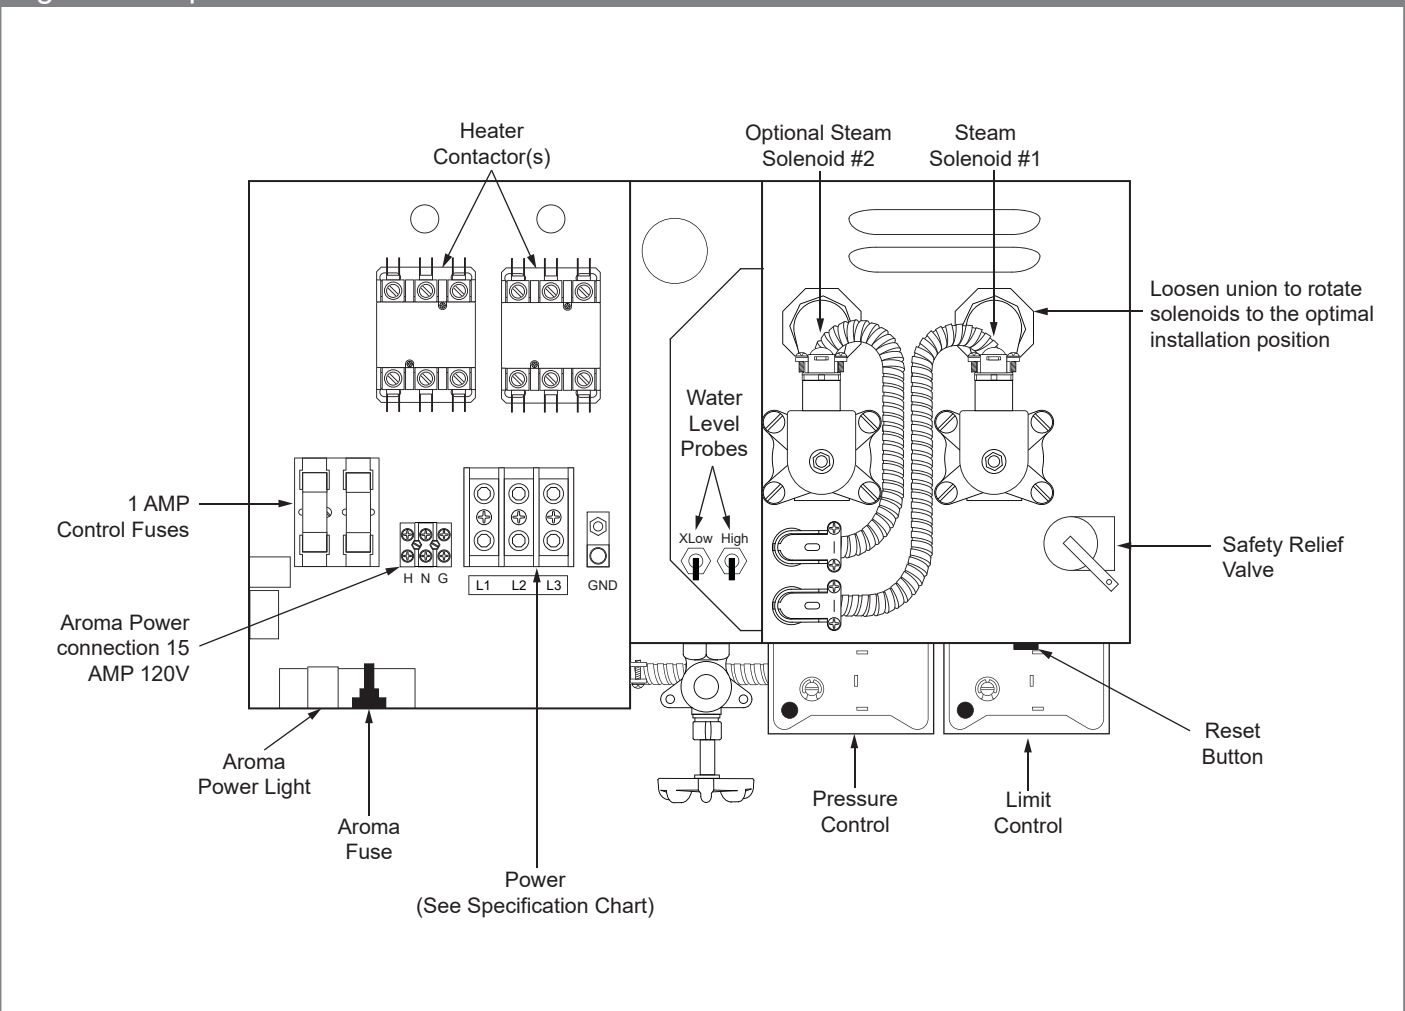 Heater
Contactor(s)
Optional Steam
Solenoid #2
Steam
Solenoid #1
Loosen union to rotate
solenoids to the optimal
installation position
Water
Level
Probes
1 AMP
Control Fuses
XLow High
H N G
L1 L2 L3
GND
Safety Relief
Valve
Aroma Power
connection 15
AMP 120V
Reset
Button
Aroma
Power Light
Pressure
Control
Limit
Control
Aroma
Fuse
Power
(See Specification Chart)